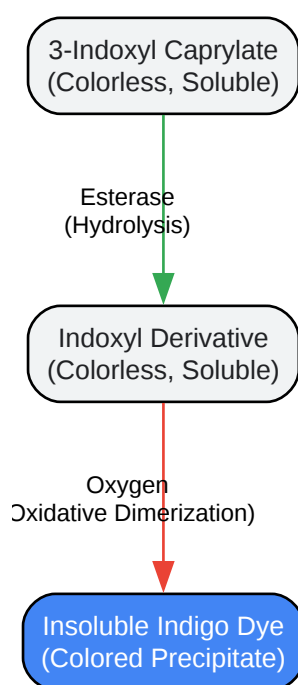 3-Indoxyl Caprylate
(Colorless, Soluble)
Esterase
(Hydrolysis)
Indoxyl Derivative
(Colorless, Soluble)
Oxygen
Oxidative Dimerization)
Insoluble Indigo Dye
(Colored Precipitate)